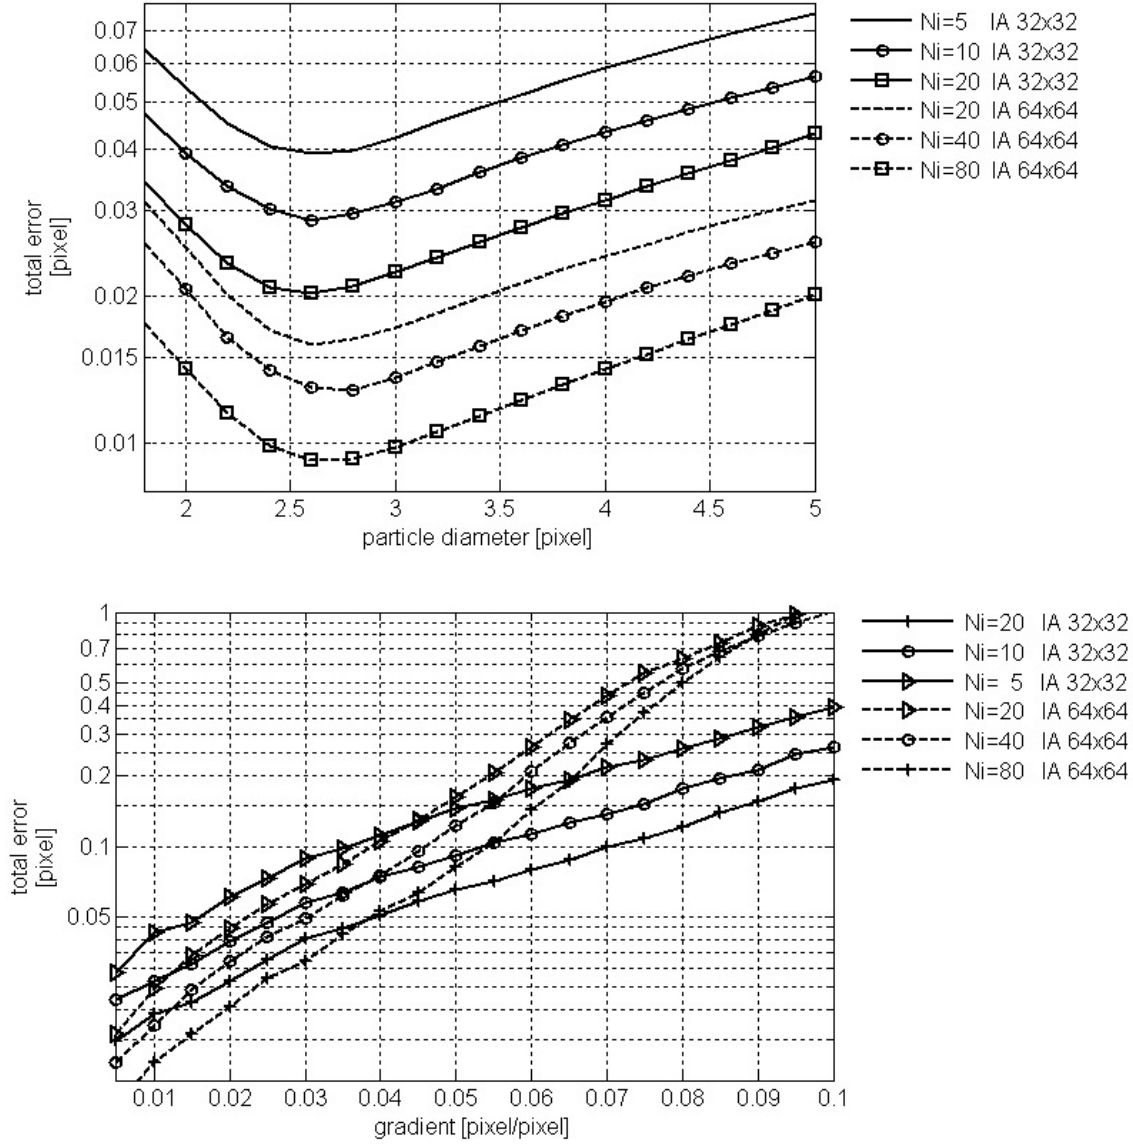 0.07
0.06
0.05
0.04
0.03
0.02
0.015
0.01
total error
[pixel]
2 2.5 3 3.5 4 4.5 5
particle diameter [pixel]
Ni=5 IA 32x32
Ni=10 IA 32x32
Ni=20 IA 32x32
Ni=20 IA 64x64
Ni=40 IA 64x64
Ni=80 IA 64x64
1
0.7
0.5
0.4
0.3
0.2
0.1
0.05
total error
[pixel]
0.01 0.02 0.03 0.04 0.05 0.06 0.07 0.08 0.09 0.1
gradient [pixel/pixel]
Ni=20 IA 32x32
Ni=10 IA 32x32
Ni= 5 IA 32x32
Ni=20 IA 64x64
Ni=40 IA 64x64
Ni=80 IA 64x64